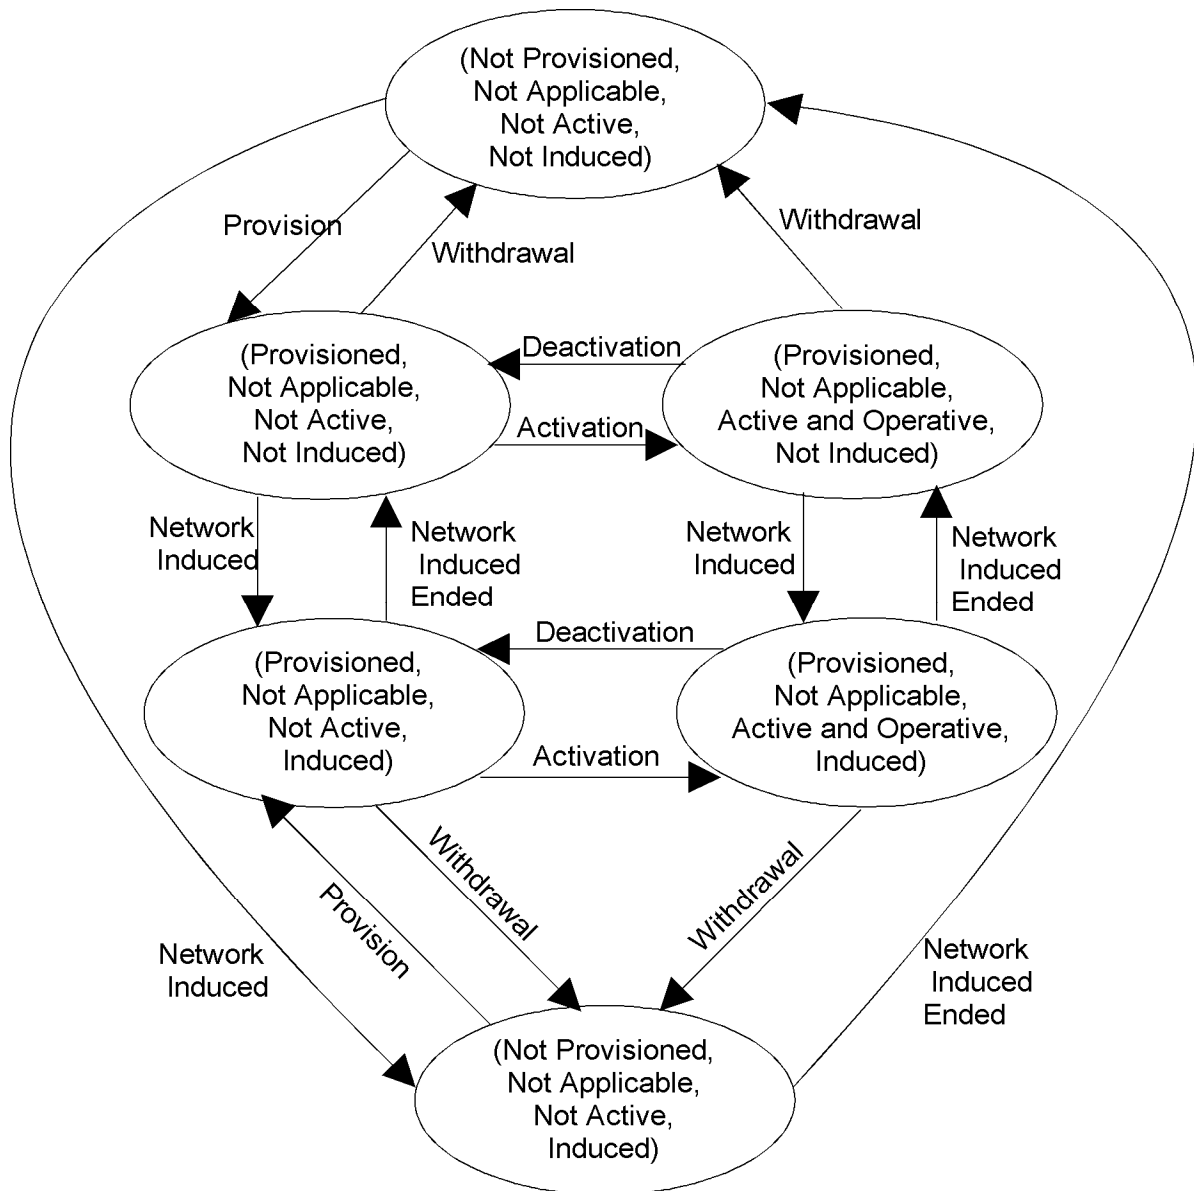 (Not Provisioned,
Not Applicable,
Not Active,
Not Induced)
Provision
Withdrawal
Withdrawal
(Provisioned,
Not Applicable,
Not Active,
Not Induced)
Deactivation
Activation
(Provisioned,
Not Applicable,
Active and Operative,
Not Induced)
Network
Induced
Network
Induced
Ended
Network
Induced
Network
Induced
Ended
(Provisioned,
Not Applicable,
Not Active,
Induced)
Deactivation
Activation
(Provisioned,
Not Applicable,
Active and Operative,
Induced)
Withdrawal
Provision
Withdrawal
Network
Induced
Network
Induced
Ended
(Not Provisioned,
Not Applicable,
Not Active,
Induced)